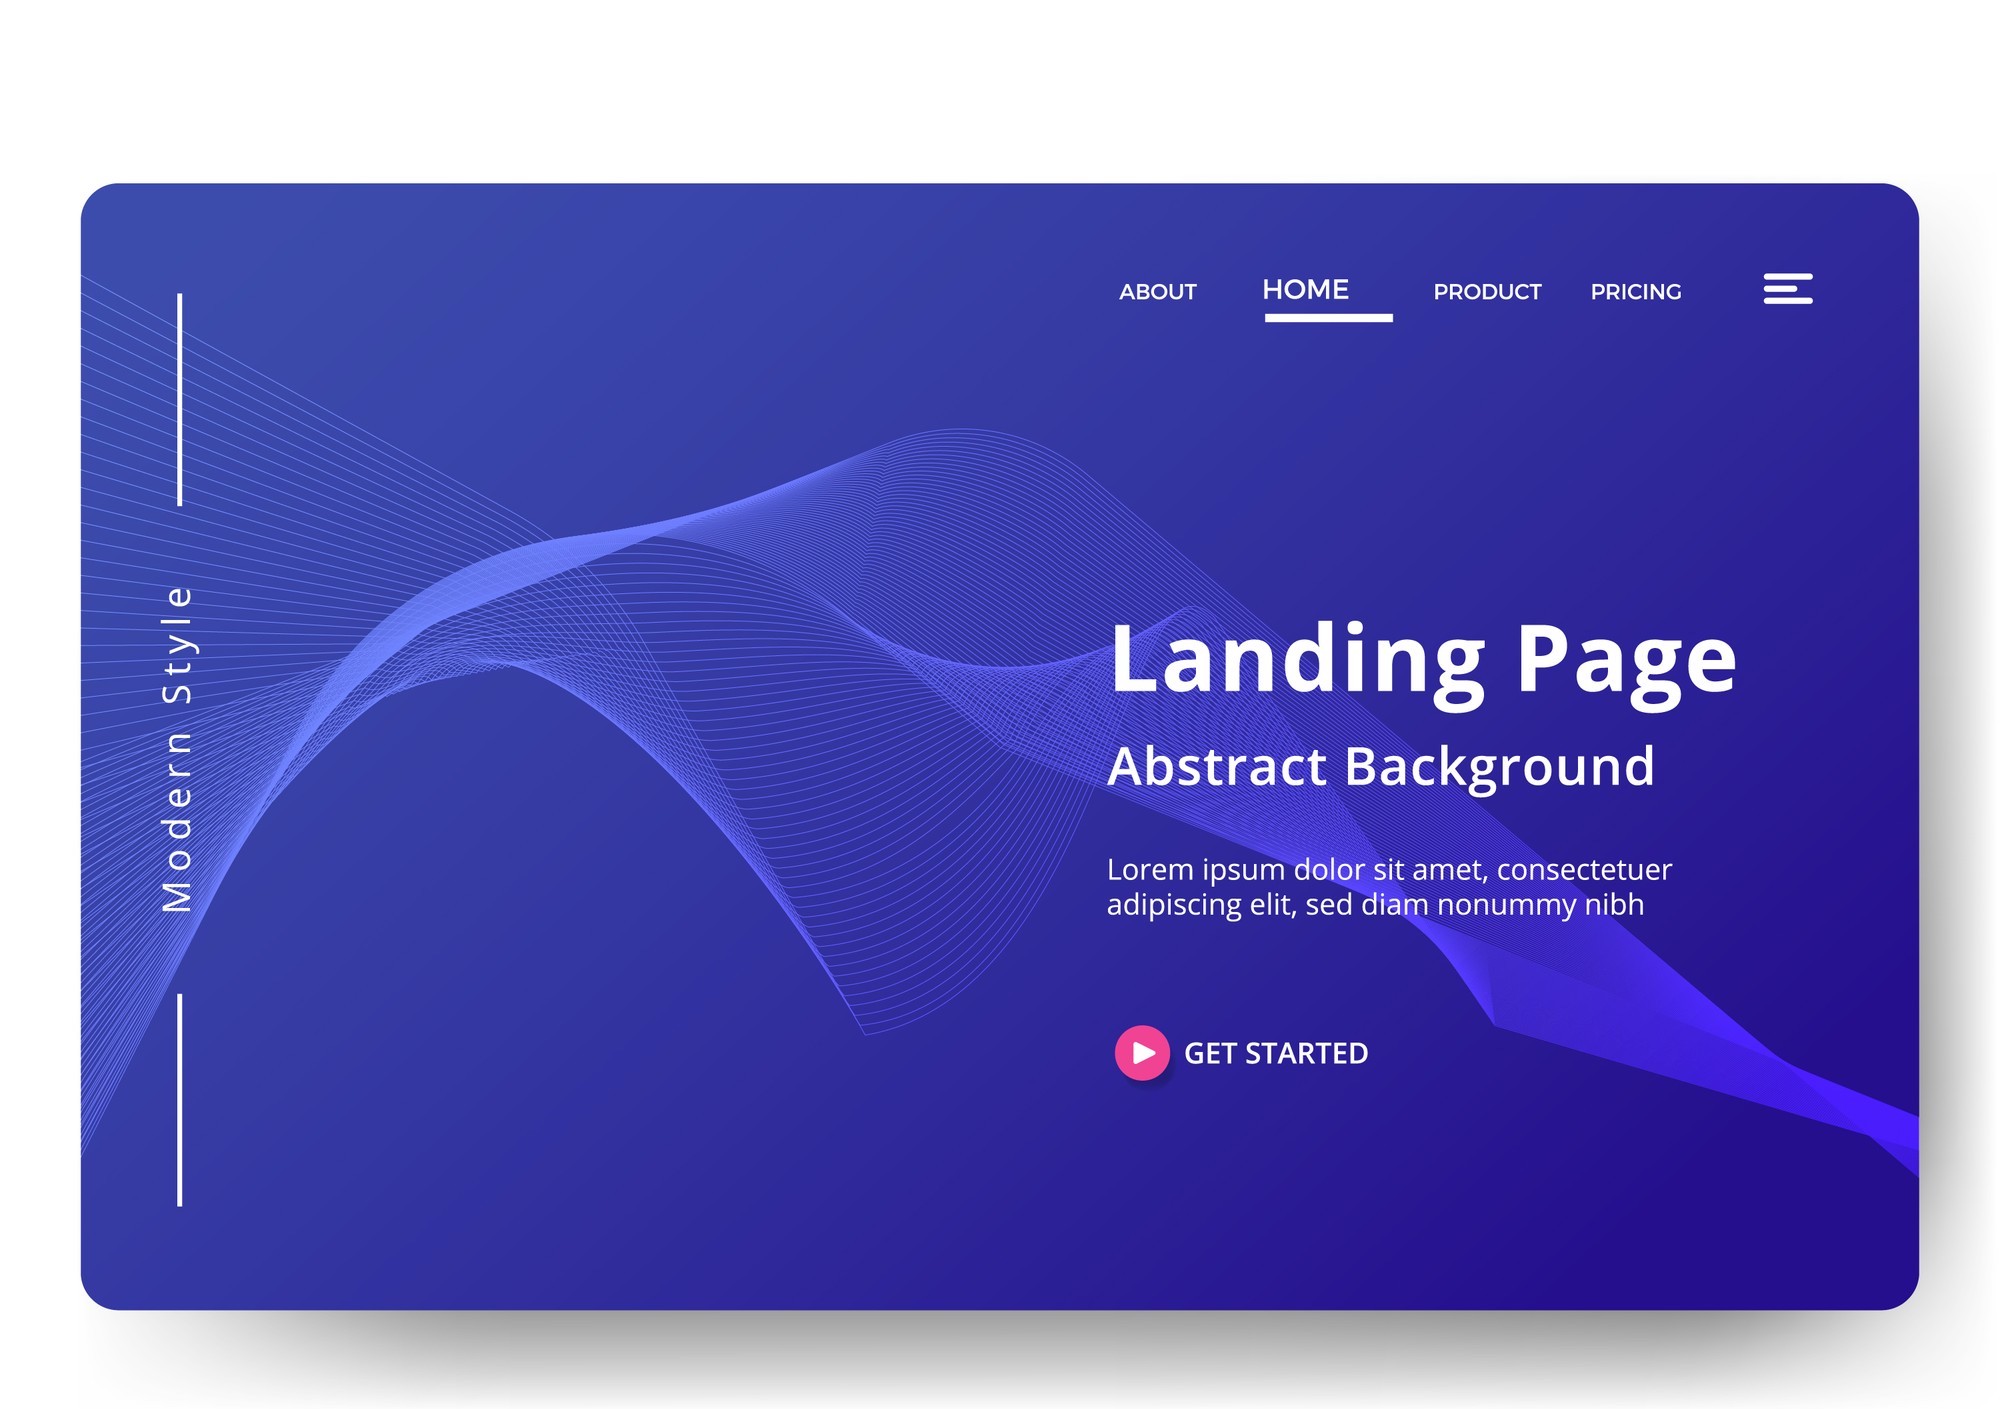 ABOUT HOME PRODUCT PRICING
Modern Style
Landing Page
Abstract Background
Lorem ipsum dolor sit amet, consectetuer
adipiscing elit, sed diam nonummy nibh
GET STARTED